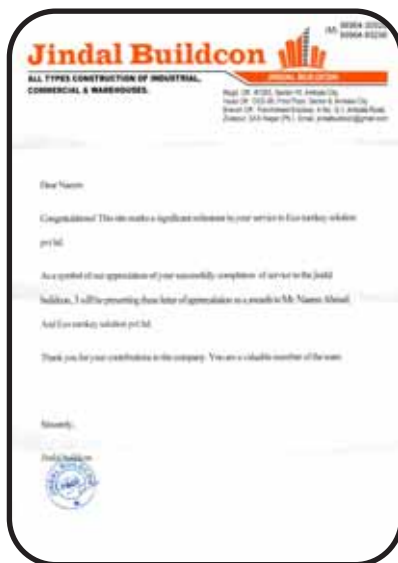 Jindal Buildcon
JINDAL BUILDCON
ALL TYPES CONSTRUCTION OF INDUSTRIAL,
COMMERCIAL & WAREHOUSES.
Dear Naeem
Congratulations! This site marks a significant milestone in your service to Eco turnkey solution
pvt ltd.
As a symbol of our appreciation of your successfully completion of service to the Jindal
buildcon, I will be presenting these letter of appreciation as a awards to Mr. Naeem Ahmad
And Eco turnkey solution pvt ltd.
Thank you for your contributions to the company. You are a valuable member of the team
Sincerely,
Jindal buildcon